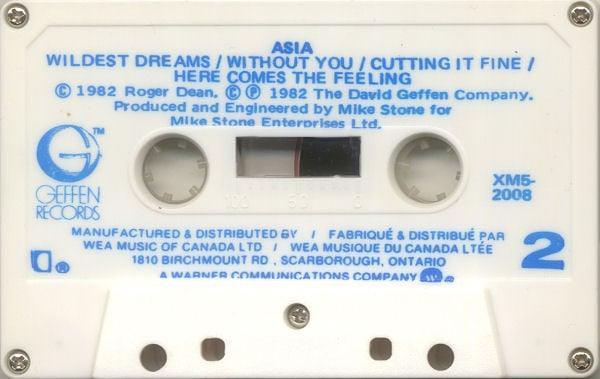 ASIA
WILDEST DREAMS / WITHOUT YOU / CUTTING IT FINE /
HERE COMES THE FEELING
© 1982 Roger Dean. © Ⓟ 1982 The David Geffen Company.
Produced and Engineered by Mike Stone for
Mike Stone Enterprises Ltd.
G™
GEFFEN
RECORDS
100 50 0
XM5-
2008
MANUFACTURED & DISTRIBUTED BY / FABRIQUÉ & DISTRIBUÉ PAR
WEA MUSIC OF CANADA LTD / WEA MUSIQUE DU CANADA LTÉE
1810 BIRCHMOUNT RD., SCARBOROUGH, ONTARIO
A WARNER COMMUNICATIONS COMPANY
2